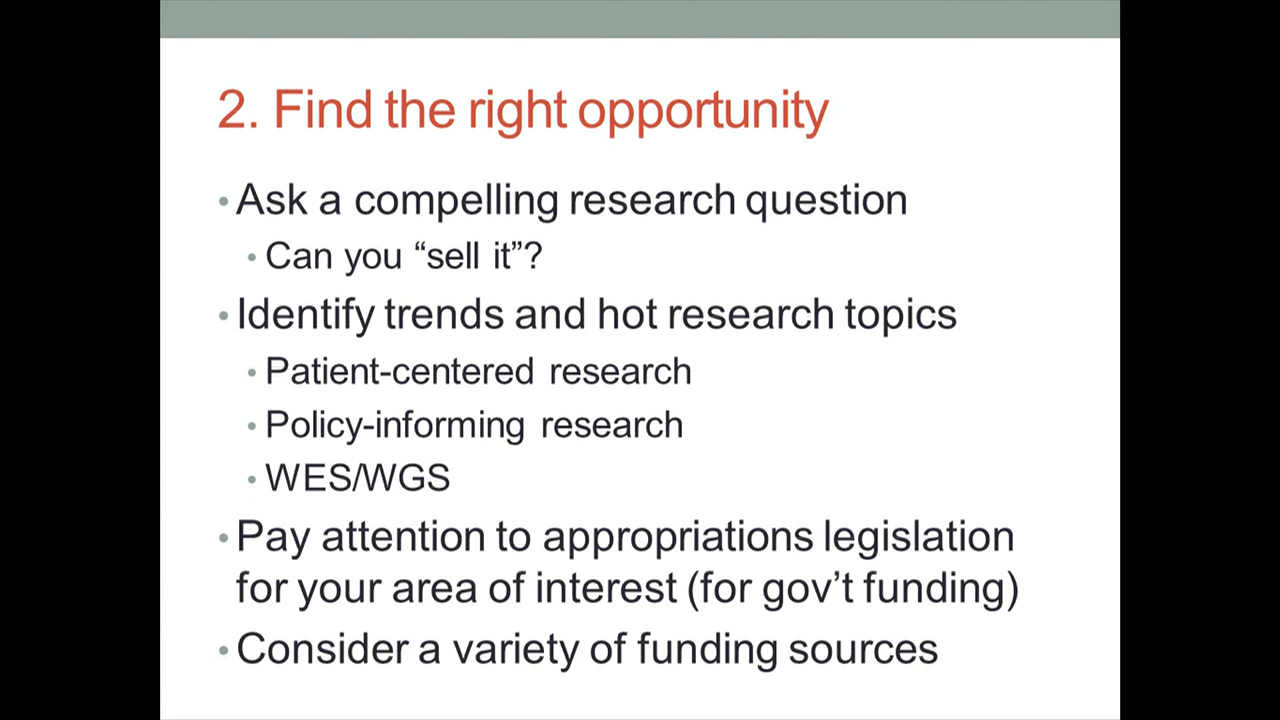 2. Find the right opportunity
• Ask a compelling research question
• Can you “sell it”?
• Identify trends and hot research topics
• Patient-centered research
• Policy-informing research
• WES/WGS
• Pay attention to appropriations legislation
for your area of interest (for gov’t funding)
• Consider a variety of funding sources